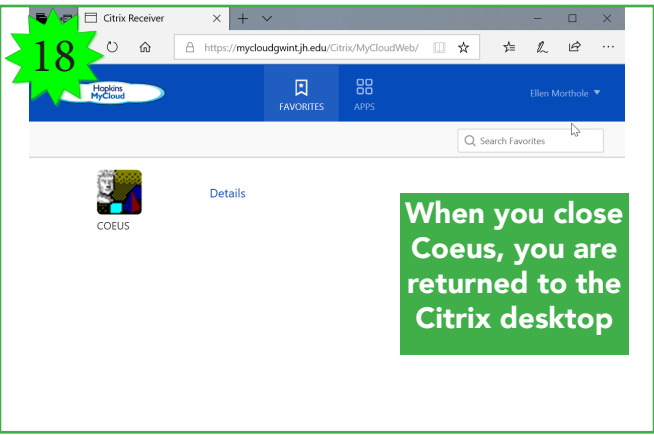 18
Citrix Receiver
https://mycloudgwint.jh.edu/Citrix/MyCloudWeb/
Hopkins
MyCloud
FAVORITES
APPS
Ellen Morthole
Search Favorites
COEUS
Details
When you close
Coeus, you are
returned to the
Citrix desktop